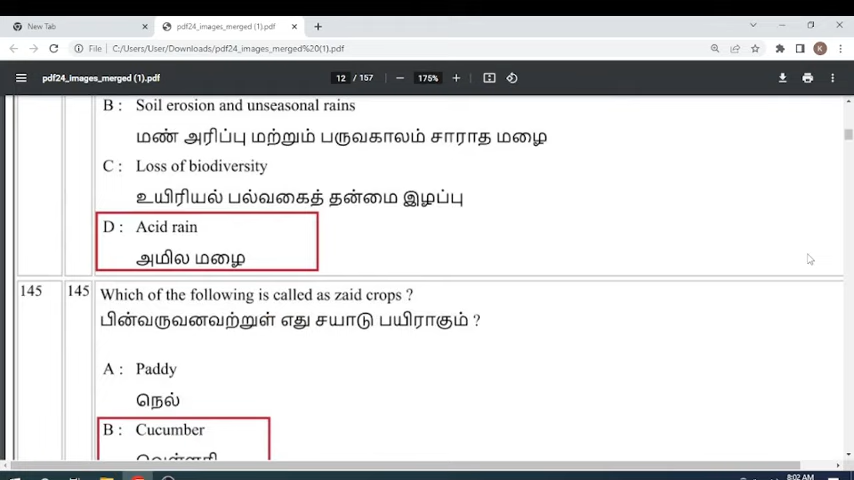 New Tab
pdf24_images_merged (1).pdf
File C:/Users/User/Downloads/pdf24_images_merged%20(1).pdf
K
pdf24_images_merged (1).pdf
12 / 157
175%
B : Soil erosion and unseasonal rains
மண் அரிப்பு மற்றும் பருவகாலம் சாராத மழை
C : Loss of biodiversity
உயிரியல் பல்வகைத் தன்மை இழப்பு
D : Acid rain
அமில மழை
145 145 Which of the following is called as zaid crops ?
பின்வருவனவற்றுள் எது சயாடு பயிராகும் ?
A : Paddy
நெல்
B : Cucumber
8:02 AM